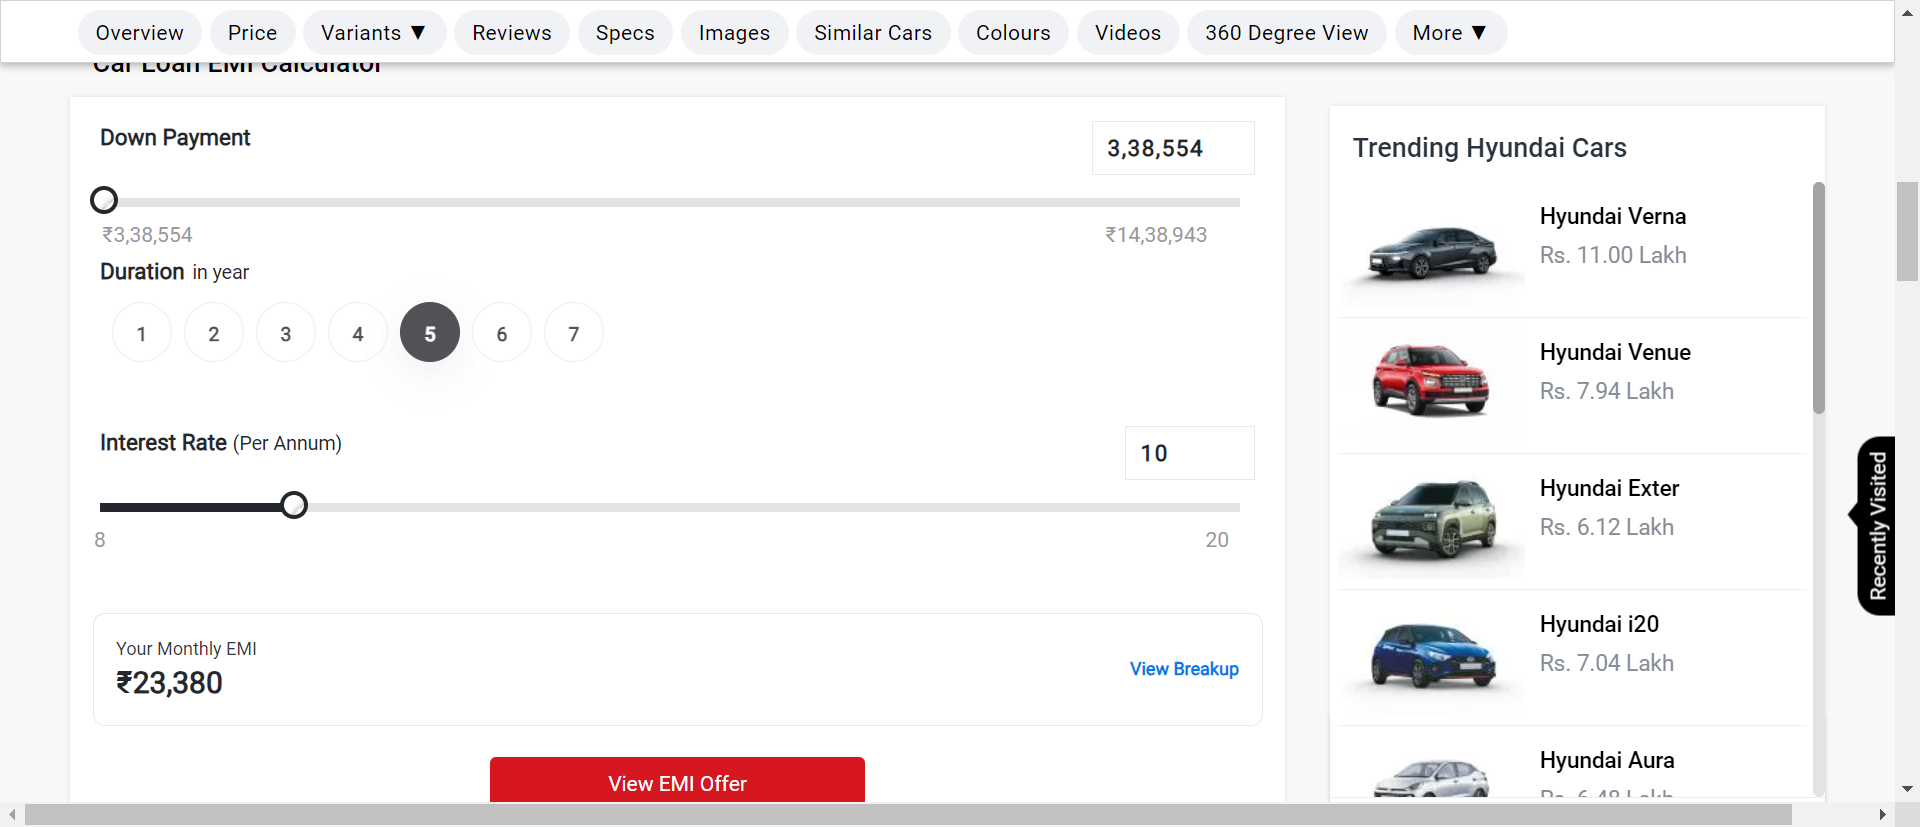 Overview Price Variants ▼ Reviews Specs Images Similar Cars Colours Videos 360 Degree View More ▼
Car Loan EMI Calculator
Down Payment
3,38,554
₹3,38,554 ₹14,38,943
Duration in year
1 2 3 4 5 6 7
Interest Rate (Per Annum)
10
8 20
Your Monthly EMI
₹23,380
View Breakup
View EMI Offer
Trending Hyundai Cars
Hyundai Verna
Rs. 11.00 Lakh
Hyundai Venue
Rs. 7.94 Lakh
Hyundai Exter
Rs. 6.12 Lakh
Hyundai i20
Rs. 7.04 Lakh
Hyundai Aura
Rs. 6.48 Lakh
Recently Visited